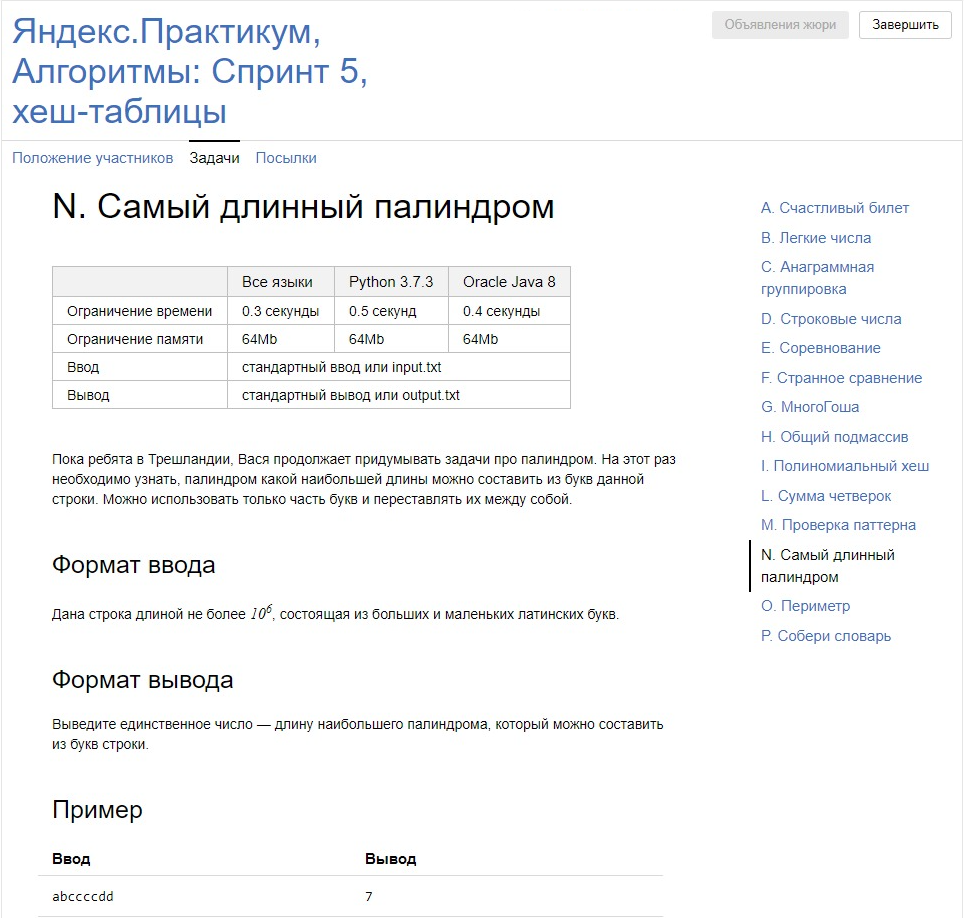 Яндекс.Практикум,
Алгоритмы: Спринт 5,
хеш-таблицы
Объявления жюри
Завершить
Положение участников Задачи Посылки
N. Самый длинный палиндром
Все языки Python 3.7.3 Oracle Java 8
Ограничение времени 0.3 секунды 0.5 секунд 0.4 секунды
Ограничение памяти 64Mb 64Mb 64Mb
Ввод стандартный ввод или input.txt
Вывод стандартный вывод или output.txt
Пока ребята в Трешландии, Вася продолжает придумывать задачи про палиндром. На этот раз
необходимо узнать, палиндром какой наибольшей длины можно составить из букв данной
строки. Можно использовать только часть букв и переставлять их между собой.
Формат ввода
Дана строка длиной не более 10⁶, состоящая из больших и маленьких латинских букв.
Формат вывода
Выведите единственное число — длину наибольшего палиндрома, который можно составить
из букв строки.
Пример
Ввод Вывод
abccccdd 7
A. Счастливый билет
B. Легкие числа
C. Анаграммная
группировка
D. Строковые числа
E. Соревнование
F. Странное сравнение
G. МногоГоша
H. Общий подмассив
I. Полиномиальный хеш
L. Сумма четверок
M. Проверка паттерна
N. Самый длинный
палиндром
O. Периметр
P. Собери словарь